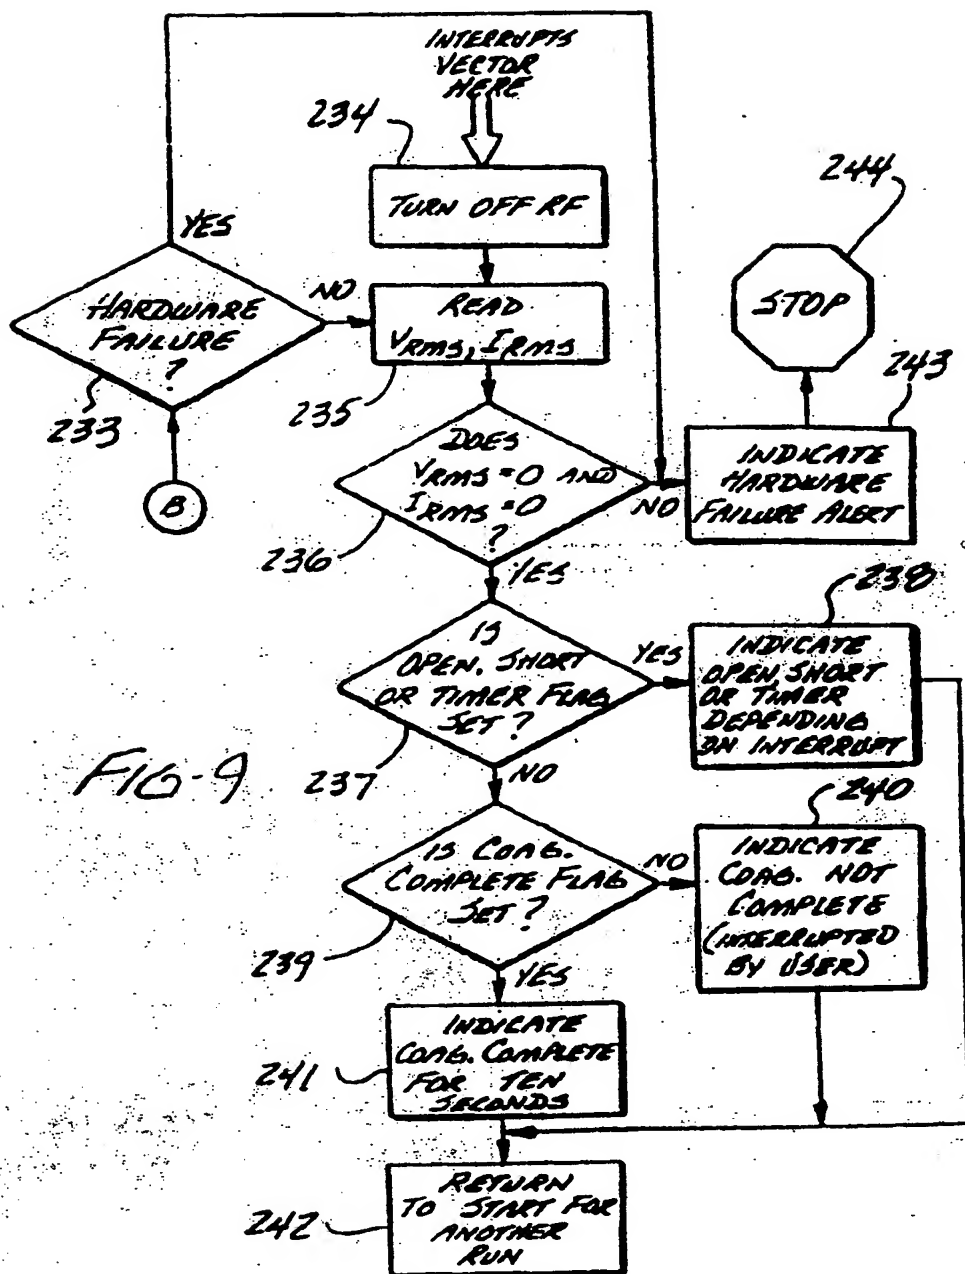 INTERRUPTS
VECTOR
HERE
234
TURN OFF RF
244
STOP
YES
HARDWARE
FAILURE
?
233
NO
READ
VRMS, IRMS
235
243
B
DOES
VRMS = 0 AND
IRMS = 0
?
236
NO
INDICATE
HARDWARE
FAILURE ALERT
YES
238
IS
OPEN, SHORT
OR TIMER FLAG
SET?
237
YES
INDICATE
OPEN, SHORT
OR TIMER
DEPENDING
ON INTERRUPT
FIG-9
NO
240
IS COAG.
COMPLETE FLAG
SET?
239
NO
INDICATE
COAG. NOT
COMPLETE
(INTERRUPTED
BY USER)
YES
INDICATE
COAG. COMPLETE
FOR TEN
SECONDS
241
RETURN
TO START FOR
ANOTHER
RUN
242